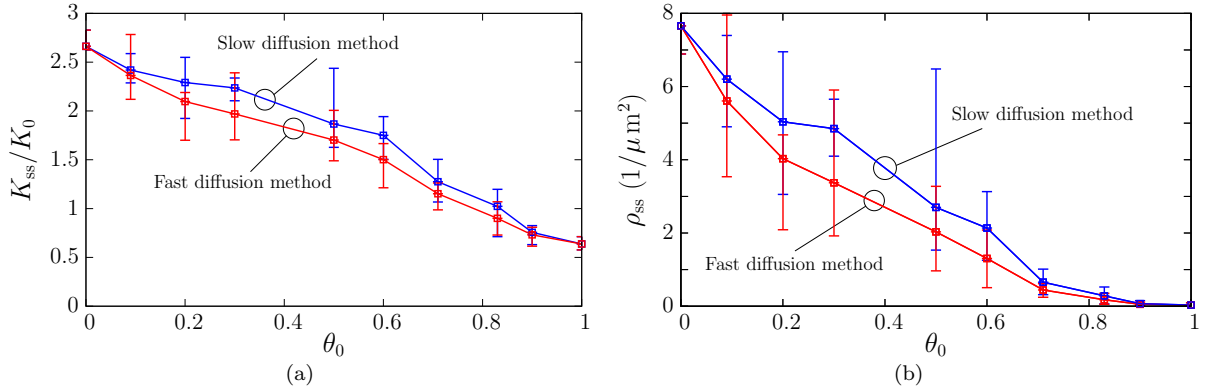 3
2.5
2
1.5
1
0.5
0
K_ss/K_0
Slow diffusion method
Fast diffusion method
0 0.2 0.4 0.6 0.8 1
θ_0
(a)
8
6
4
2
0
ρ_ss (1/μm²)
Slow diffusion method
Fast diffusion method
0 0.2 0.4 0.6 0.8 1
θ_0
(b)